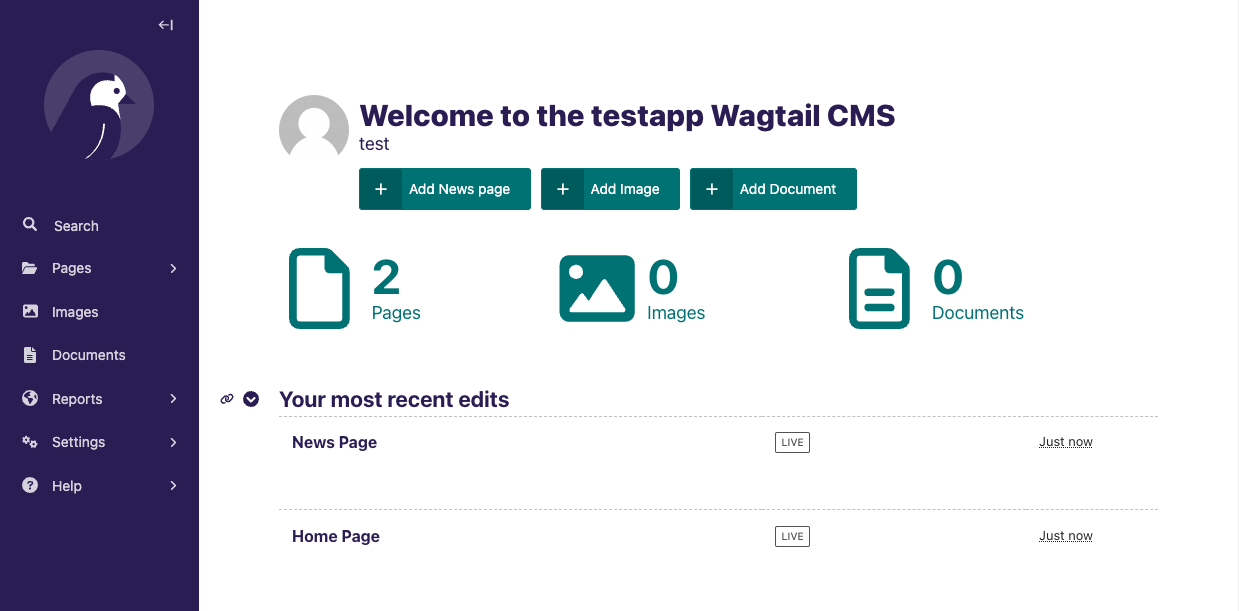 Search
Pages
Images
Documents
Reports
Settings
Help
Welcome to the testapp Wagtail CMS
test
Add News page
Add Image
Add Document
2
Pages
0
Images
0
Documents
Your most recent edits
News Page LIVE Just now
Home Page LIVE Just now